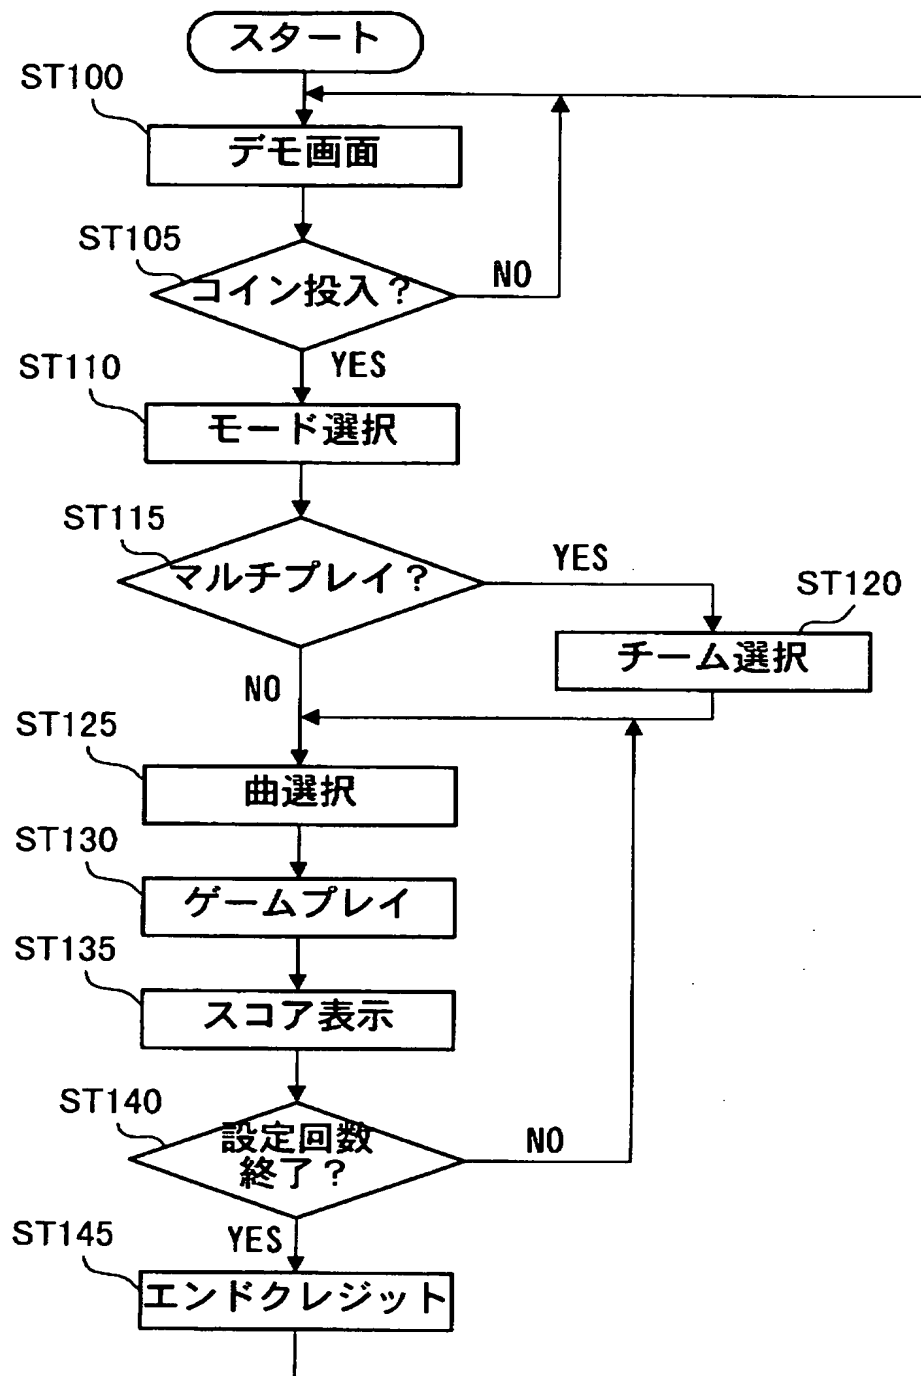 スタート
ST100
デモ画面
ST105
コイン投入？
NO
YES
ST110
モード選択
ST115
マルチプレイ？
YES
ST120
チーム選択
NO
ST125
曲選択
ST130
ゲームプレイ
ST135
スコア表示
ST140
設定回数
終了？
NO
YES
ST145
エンドクレジット